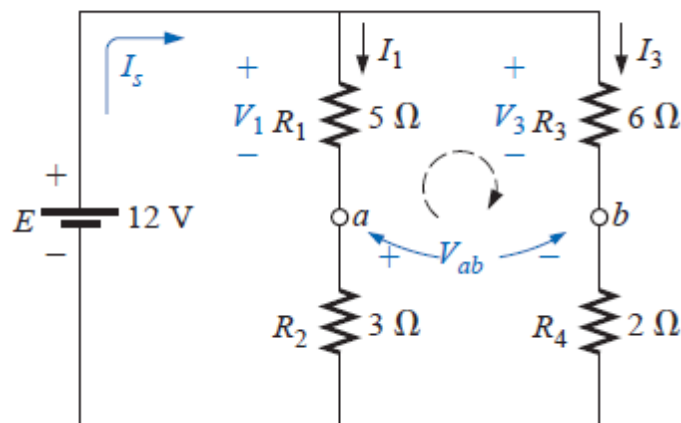 I_s
+ V_1 −
R_1 5 Ω
I_1
+ V_3 −
R_3 6 Ω
I_3
+ E − 12 V
a
b
+ V_ab −
R_2 3 Ω
R_4 2 Ω